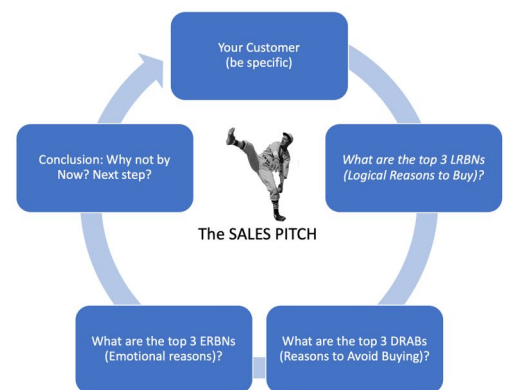 Your Customer
(be specific)
What are the top 3 LRBNs
(Logical Reasons to Buy)?
What are the top 3 DRABs
(Reasons to Avoid Buying)?
What are the top 3 ERBNs
(Emotional reasons)?
Conclusion: Why not by
Now? Next step?
The SALES PITCH